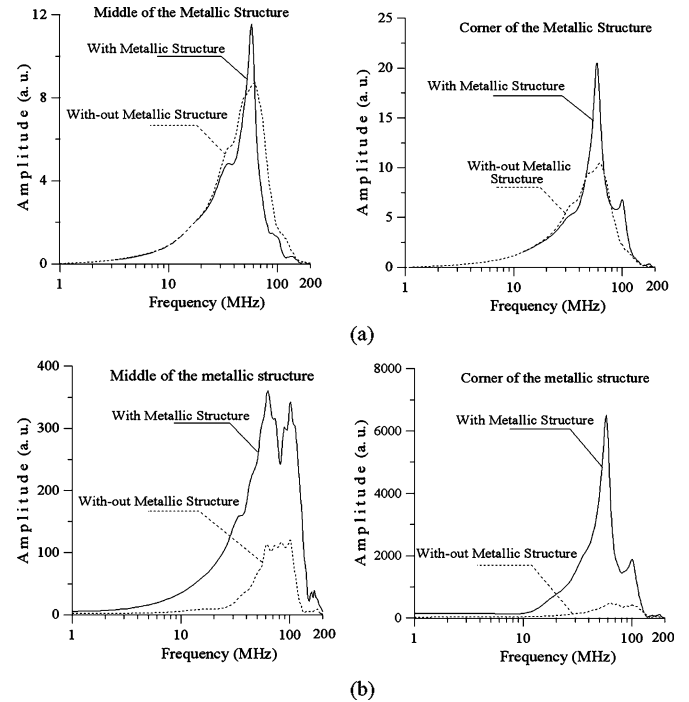 Middle of the Metallic Structure
12
8
4
0
Amplitude (a. u.)
With Metallic Structure
With-out Metallic Structure
1
10
100
200
Frequency (MHz)
Corner of the Metallic Structure
25
20
15
10
5
0
Amplitude (a. u.)
With Metallic Structure
With-out Metallic
Structure
1
10
100
200
Frequency (MHz)
(a)
Middle of the metallic structure
400
300
200
100
0
Amplitude (a. u.)
With Metallic Structure
With-out Metallic Structure
1
10
100
200
Frequency (MHz)
Corner of the metallic structure
8000
6000
4000
2000
0
Amplitude (a. u.)
With Metallic Structure
With-out Metallic Structure
1
10
100
200
Frequency (MHz)
(b)